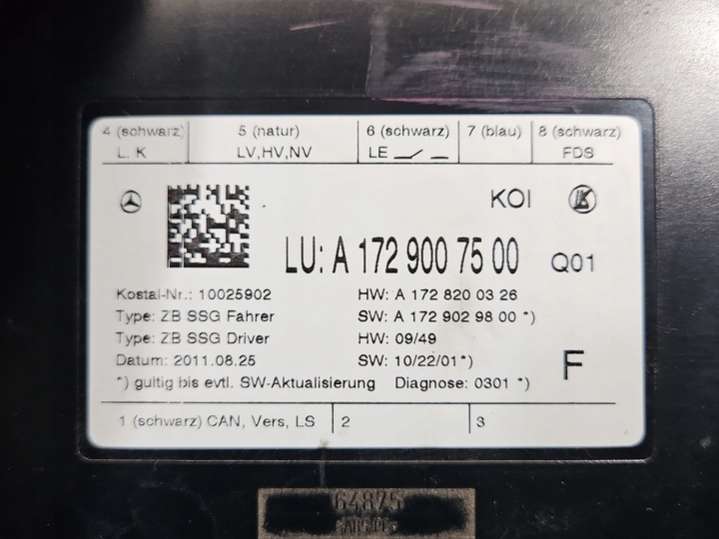 4 (schwarz) 5 (natur) 6 (schwarz) 7 (blau) 8 (schwarz)
L. K LV,HV,NV LE FDS
KOI
LU: A 172 900 75 00 Q01
Kostal-Nr.: 10025902 HW: A 172 820 03 26
Type: ZB SSG Fahrer SW: A 172 902 98 00 *)
Type: ZB SSG Driver HW: 09/49
Datum: 2011.08.25 SW: 10/22/01 *)
F
*) gultig bis evtl. SW-Aktualisierung Diagnose: 0301 *)
1 (schwarz) CAN, Vers, LS 2 3
64875